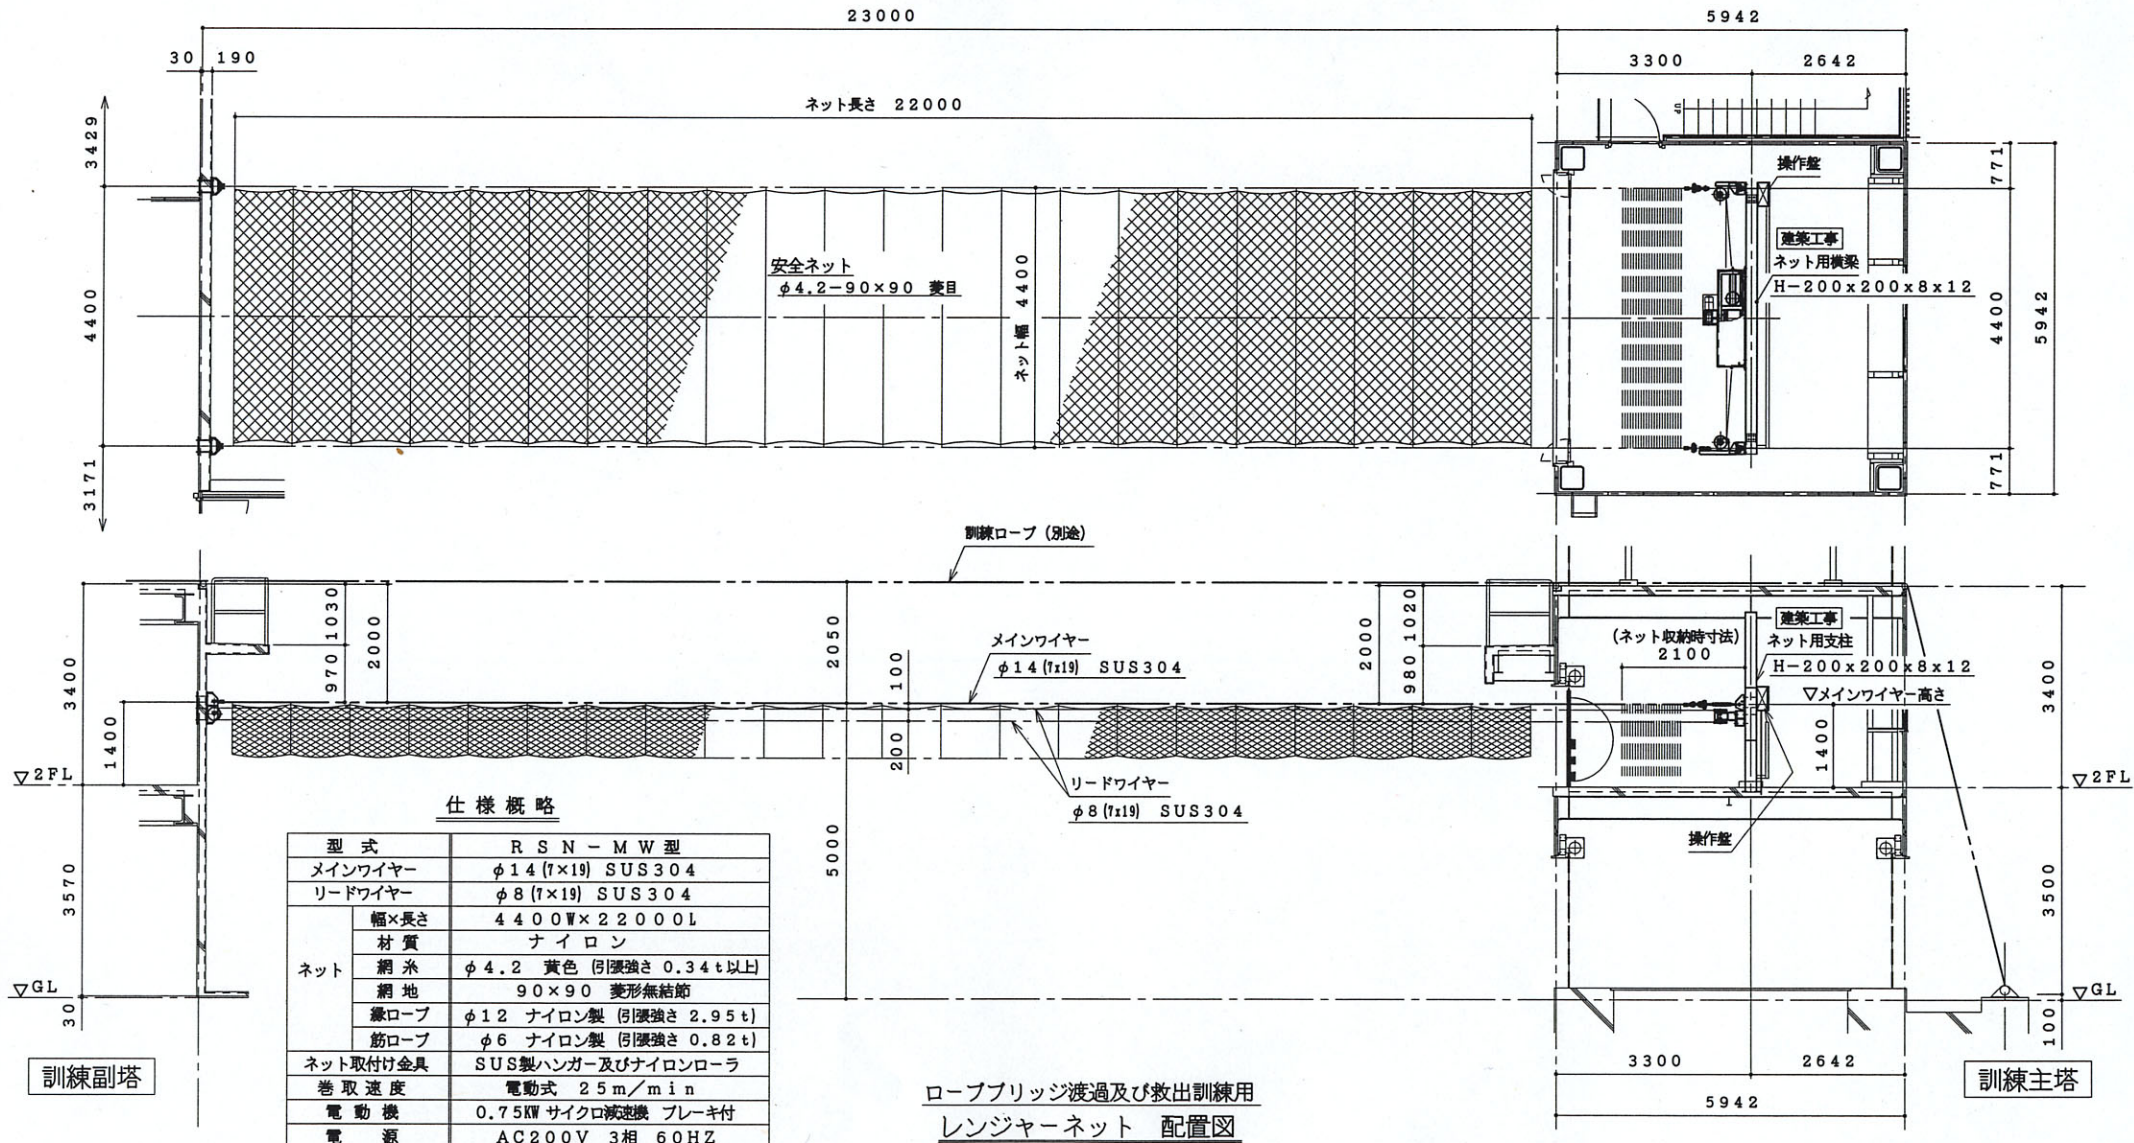 23000
5942
30 190
3300
2642
ネット長さ 22000
3429
4400
3171
UP
操作盤
771
安全ネット
φ4.2−90×90 菱目
ネット幅 4400
建築工事
ネット用横梁
H−200x200x8x12
4400
5942
771
訓練ロープ (別途)
3400
1400
970 1030
2000
2050
100
200
メインワイヤー
φ14(7x19) SUS304
2000
980 1020
(ネット収納時寸法)
2100
建築工事
ネット用支柱
H−200x200x8x12
▽メインワイヤー高さ
1400
3400
▽2FL
▽2FL
リードワイヤー
φ8(7x19) SUS304
操作盤
5000
3570
3500
▽GL
30
▽GL
100
仕様概略
型式 RSN−MW型
メインワイヤー φ14(7×19) SUS304
リードワイヤー φ8(7×19) SUS304
ネット
幅×長さ 4400W×22000L
材質 ナイロン
網糸 φ4.2 黄色 (引張強さ 0.34t以上)
網地 90×90 菱形無結節
縁ロープ φ12 ナイロン製 (引張強さ 2.95t)
筋ロープ φ6 ナイロン製 (引張強さ 0.82t)
ネット取付け金具 SUS製ハンガー及びナイロンローラ
巻取速度 電動式 25m/min
電動機 0.75KW サイクロ減速機 ブレーキ付
電源 AC200V 3相 60HZ
訓練副塔
3300
2642
5942
訓練主塔
ロープブリッジ渡過及び救出訓練用
レンジャーネット 配置図